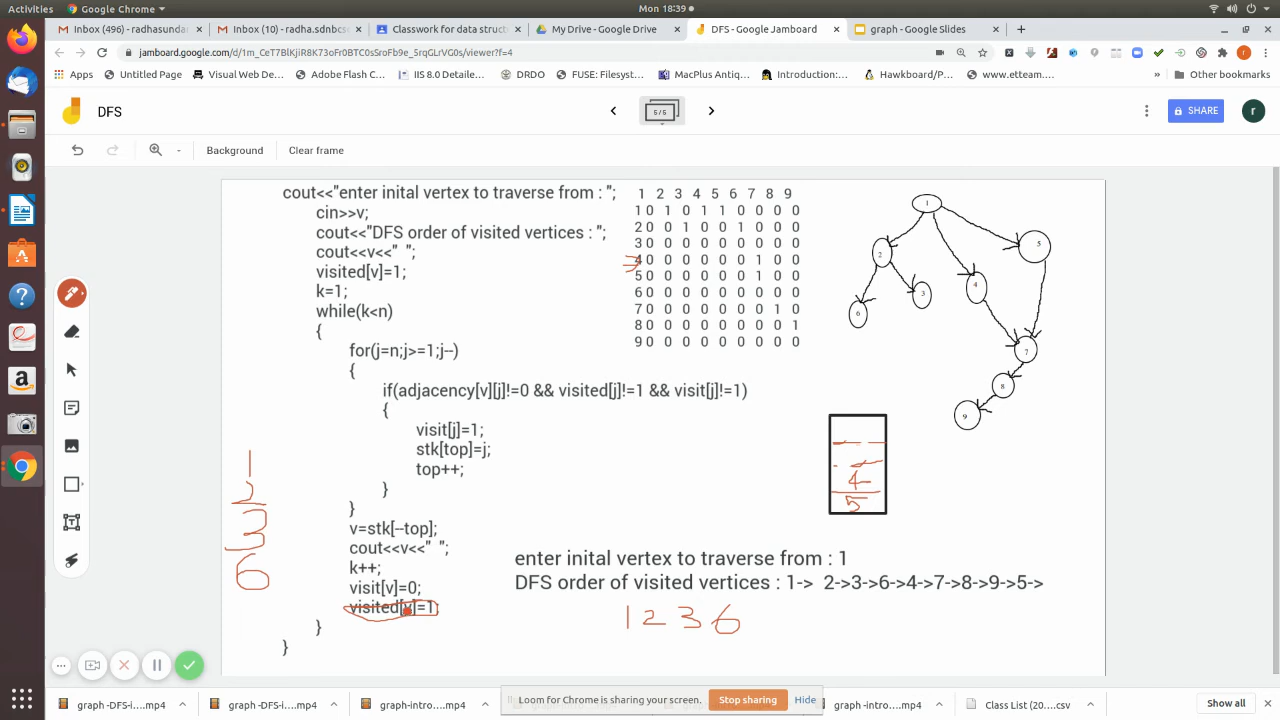 Activities Google Chrome Mon 18:39
Inbox (496) - radhasundar Inbox (10) - radha.sdnbcse Classwork for data struct My Drive - Google Drive DFS - Google Jamboard graph - Google Slides
jamboard.google.com/d/1m_CeT7BlKjiR8K73oFr0BTC0sSroFb9e_5rqGLrVG0s/viewer?f=4
Apps Untitled Page Visual Web De... Adobe Flash C... IIS 8.0 Detaile... DRDO FUSE: Filesyst... MacPlus Antiq... Introduction:... Hawkboard/P... www.etteam.... Other bookmarks
DFS 5/5 SHARE r
Background Clear frame
cout<<"enter inital vertex to traverse from : ";
cin>>v;
cout<<"DFS order of visited vertices : ";
cout<<v<<" ";
visited[v]=1;
k=1;
while(k<n)
{
for(j=n;j>=1;j--)
{
if(adjacency[v][j]!=0 && visited[j]!=1 && visit[j]!=1)
{
visit[j]=1;
stk[top]=j;
top++;
}
}
v=stk[--top];
cout<<v<<" ";
k++;
visit[v]=0;
visited[v]=1
}
}
1 2 3 4 5 6 7 8 9
1 0 1 0 1 1 0 0 0 0
2 0 0 1 0 0 1 0 0 0
3 0 0 0 0 0 0 0 0 0
4 0 0 0 0 0 0 1 0 0
5 0 0 0 0 0 0 1 0 0
6 0 0 0 0 0 0 0 0 0
7 0 0 0 0 0 0 0 1 0
8 0 0 0 0 0 0 0 0 1
9 0 0 0 0 0 0 0 0 0
1
2
5
4
3
6
7
8
9
4
5
1
2
3
6
enter inital vertex to traverse from : 1
DFS order of visited vertices : 1-> 2->3->6->4->7->8->9->5->
1 2 3 6
Loom for Chrome is sharing your screen. Stop sharing Hide
graph -DFS-i....mp4 graph -DFS-i....mp4 graph-intro....mp4 graph-intro....mp4 Class List (20....csv Show all